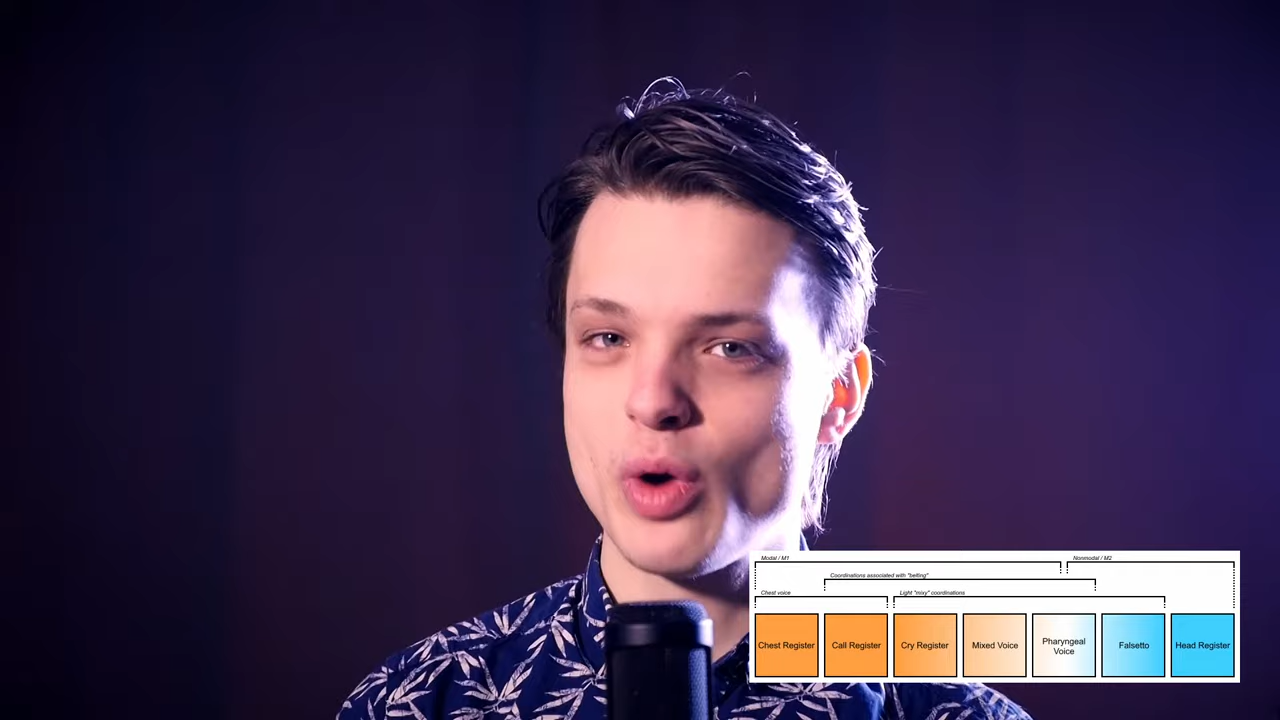 Modal / M1
Nonmodal / M2
Coordinations associated with "belting"
Chest voice
Light "mixy" coordinations
Chest Register
Call Register
Cry Register
Mixed Voice
Pharyngeal
Voice
Falsetto
Head Register